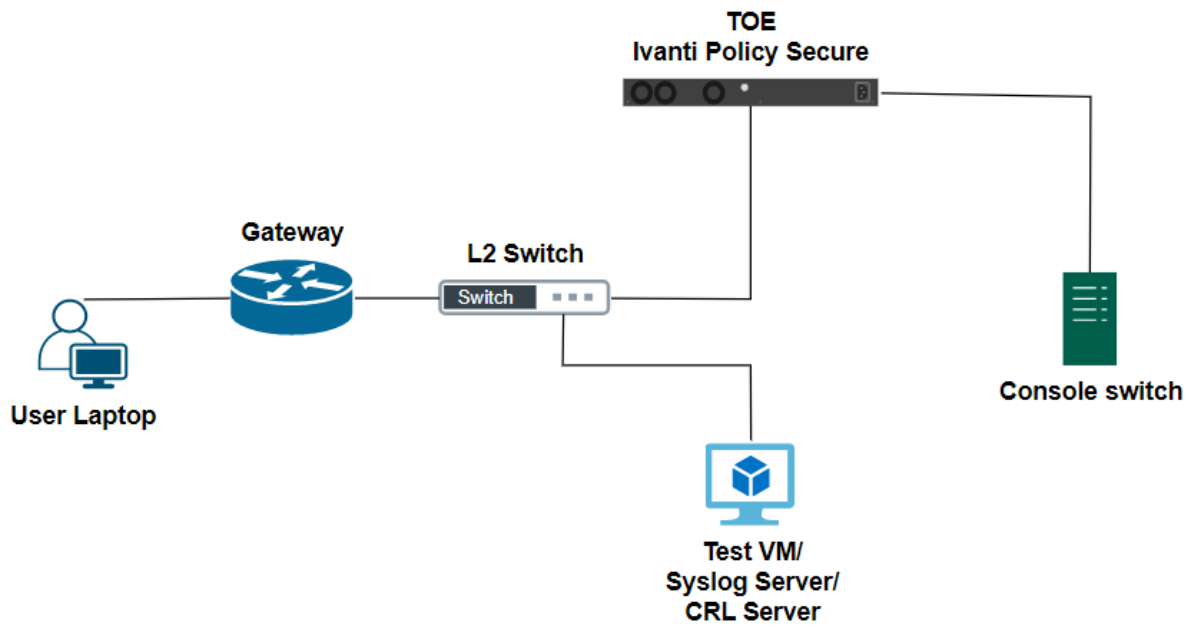 TOE
Ivanti Policy Secure
Gateway
L2 Switch
Switch
User Laptop
Console switch
Test VM/
Syslog Server/
CRL Server